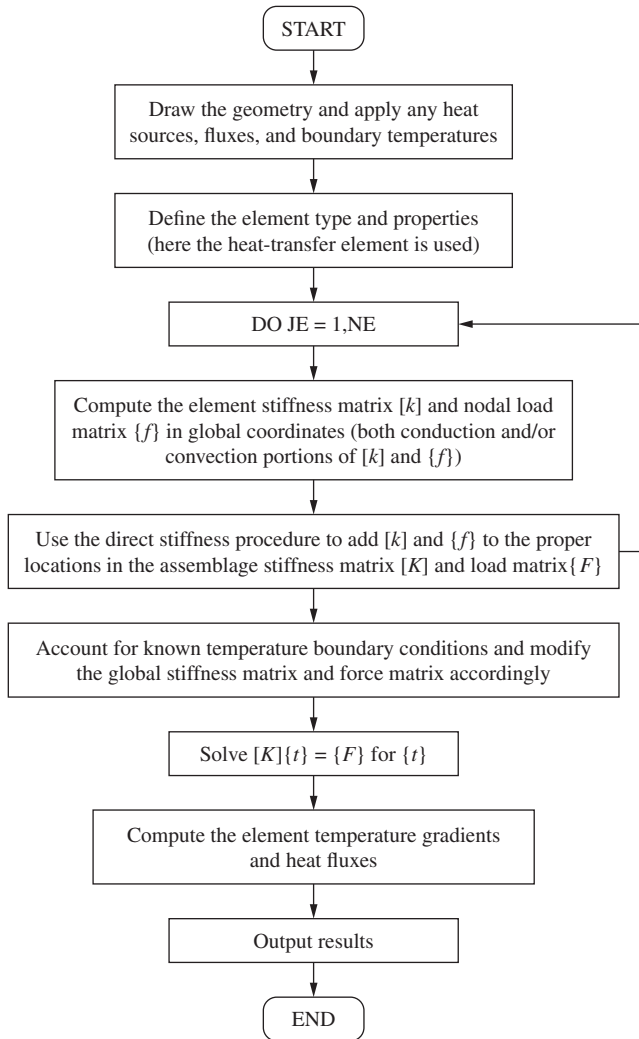 START
Draw the geometry and apply any heat
sources, fluxes, and boundary temperatures
Define the element type and properties
(here the heat-transfer element is used)
DO JE = 1,NE
Compute the element stiffness matrix [k] and nodal load
matrix {f} in global coordinates (both conduction and/or
convection portions of [k] and {f})
Use the direct stiffness procedure to add [k] and {f} to the proper
locations in the assemblage stiffness matrix [K] and load matrix{F}
Account for known temperature boundary conditions and modify
the global stiffness matrix and force matrix accordingly
Solve [K]{t} = {F} for {t}
Compute the element temperature gradients
and heat fluxes
Output results
END